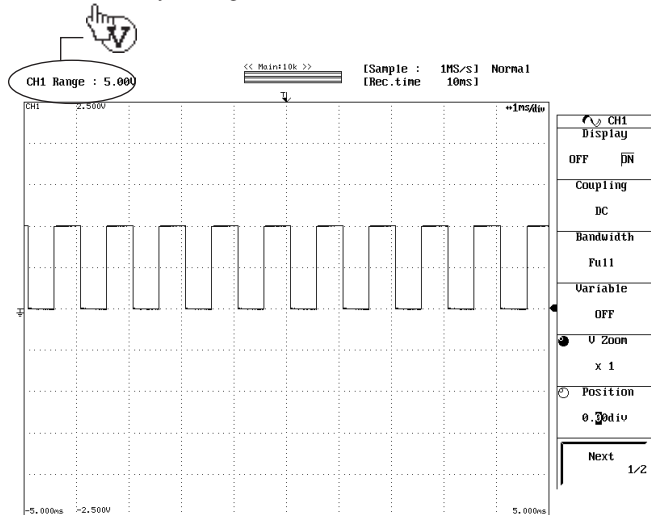 V
<< Main:10k >>
CH1 Range : 5.00V
[Sample : 1MS/s] Normal
[Rec.time 10ms]
CH1 2.500V
1ms/div
CH1
Display
OFF ON
Coupling
DC
Bandwidth
Full
Variable
OFF
V Zoom
x 1
Position
0.00div
Next
1/2
-5.000ms -2.500V
5.000ms